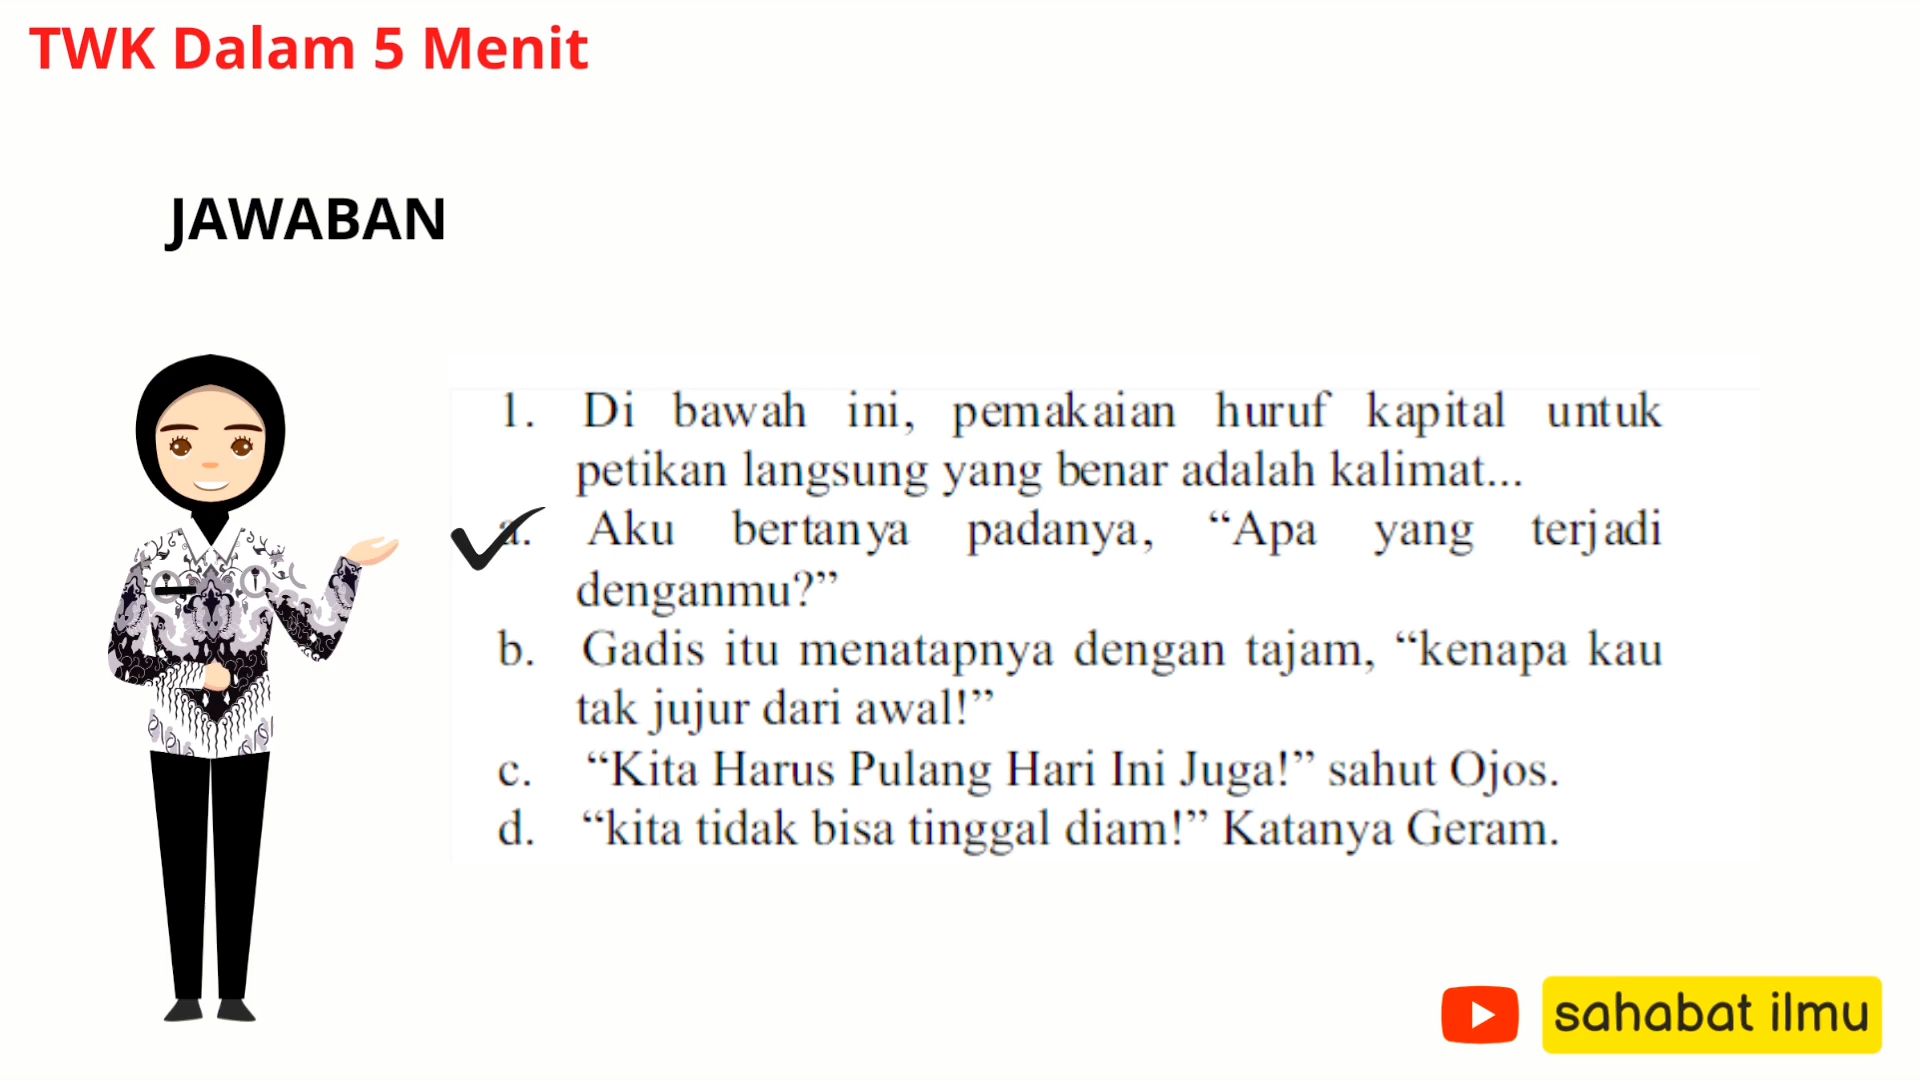 TWK Dalam 5 Menit
JAWABAN
1. Di bawah ini, pemakaian huruf kapital untuk
petikan langsung yang benar adalah kalimat...
a. Aku bertanya padanya, “Apa yang terjadi
denganmu?”
b. Gadis itu menatapnya dengan tajam, “kenapa kau
tak jujur dari awal!”
c. “Kita Harus Pulang Hari Ini Juga!” sahut Ojos.
d. “kita tidak bisa tinggal diam!” Katanya Geram.
sahabat ilmu